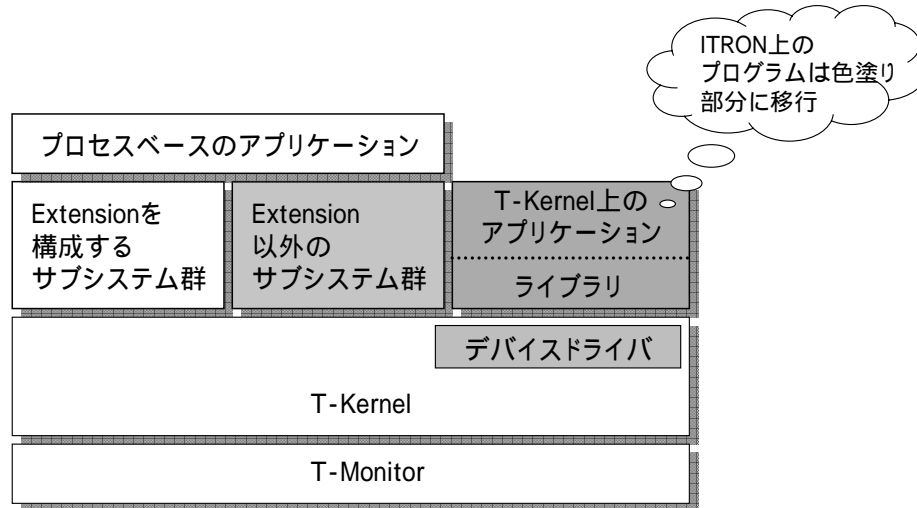 ITRON上の
プログラムは色塗り
部分に移行
プロセスベースのアプリケーション
Extensionを
構成する
サブシステム群
Extension
以外の
サブシステム群
T-Kernel上の
アプリケーション
ライブラリ
デバイスドライバ
T-Kernel
T-Monitor